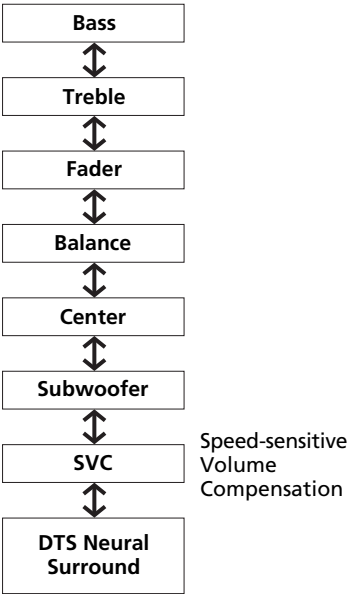 Bass
Treble
Fader
Balance
Center
Subwoofer
SVC
Speed-sensitive
Volume
Compensation
DTS Neural
Surround